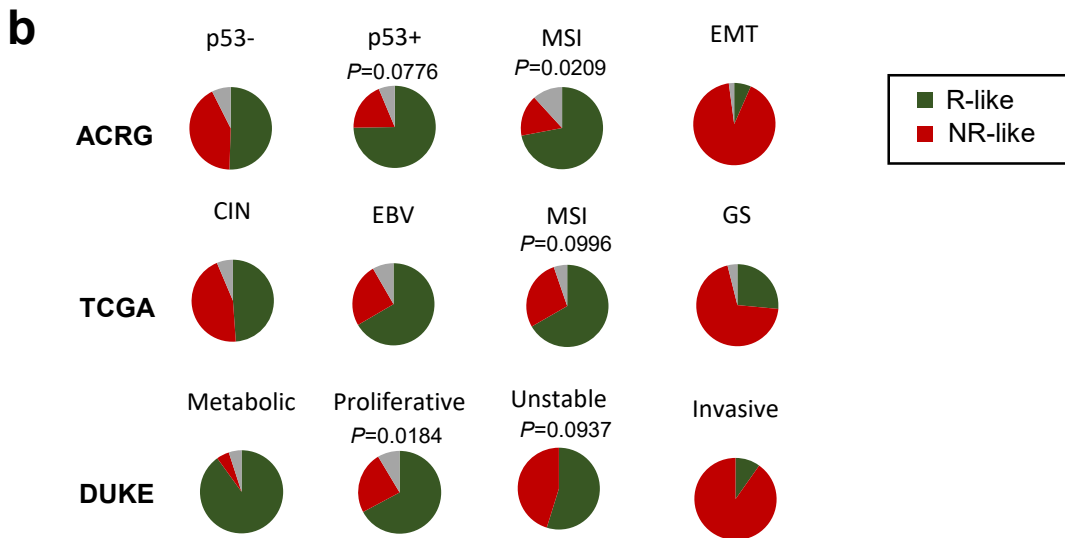 b
p53- p53+ MSI EMT
P=0.0776 P=0.0209
ACRG
R-like
NR-like
CIN EBV MSI GS
P=0.0996
TCGA
Metabolic Proliferative Unstable Invasive
P=0.0184 P=0.0937
DUKE